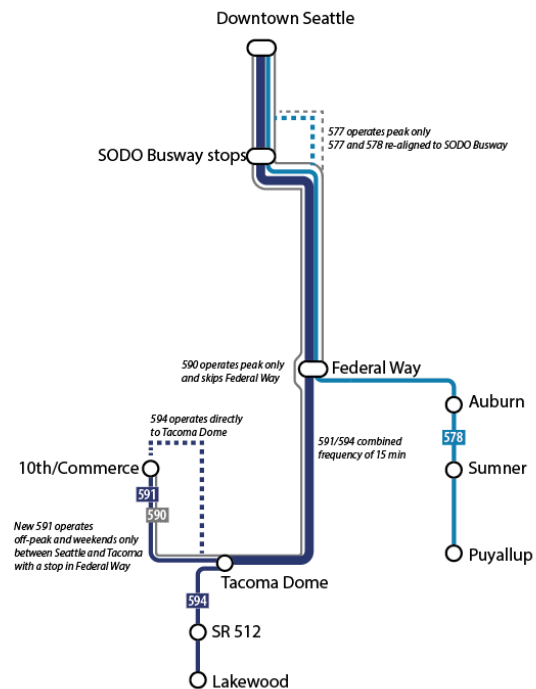 Downtown Seattle
577 operates peak only
577 and 578 re-aligned to SODO Busway
SODO Busway stops
590 operates peak only
and skips Federal Way
Federal Way
Auburn
594 operates directly
to Tacoma Dome
591/594 combined
frequency of 15 min
578
10th/Commerce
Sumner
591
590
New 591 operates
off-peak and weekends only
between Seattle and Tacoma
with a stop in Federal Way
Puyallup
Tacoma Dome
594
SR 512
Lakewood